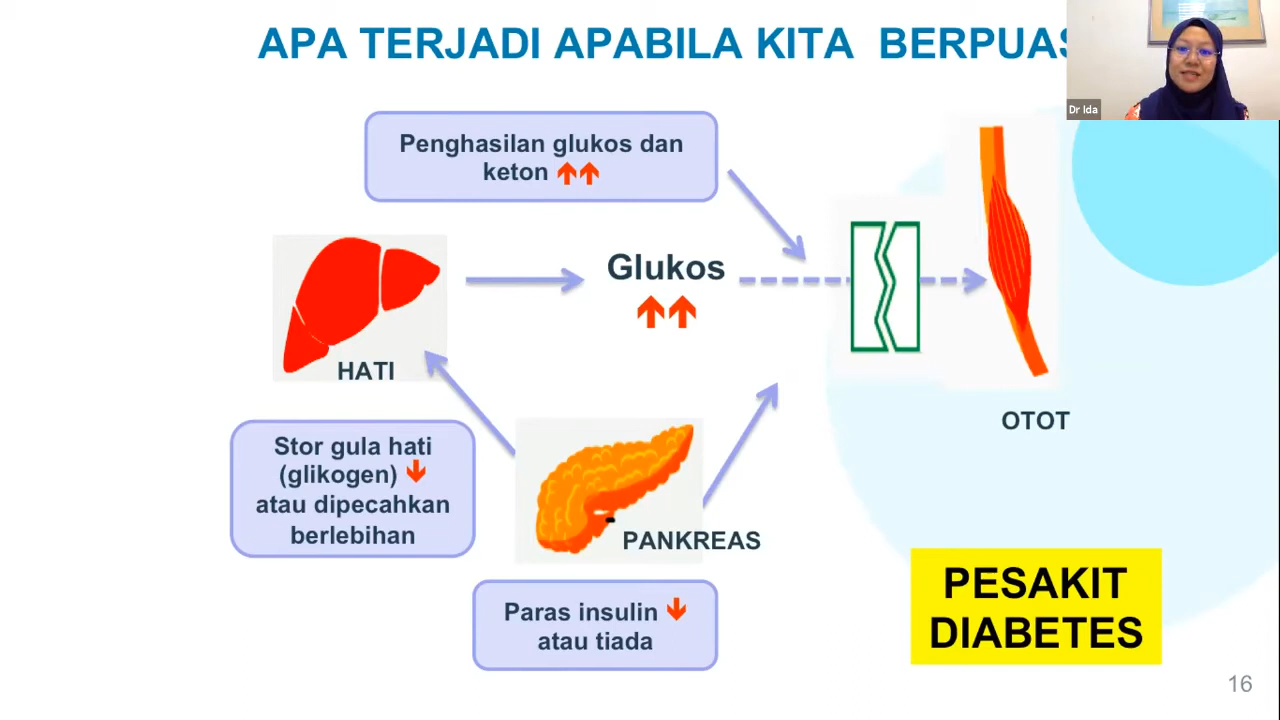 APA TERJADI APABILA KITA BERPUAS
Dr Ida
Penghasilan glukos dan
keton ↑↑
Glukos
↑↑
HATI
OTOT
Stor gula hati
(glikogen) ↓
atau dipecahkan
berlebihan
PANKREAS
Paras insulin ↓
atau tiada
PESAKIT
DIABETES
16